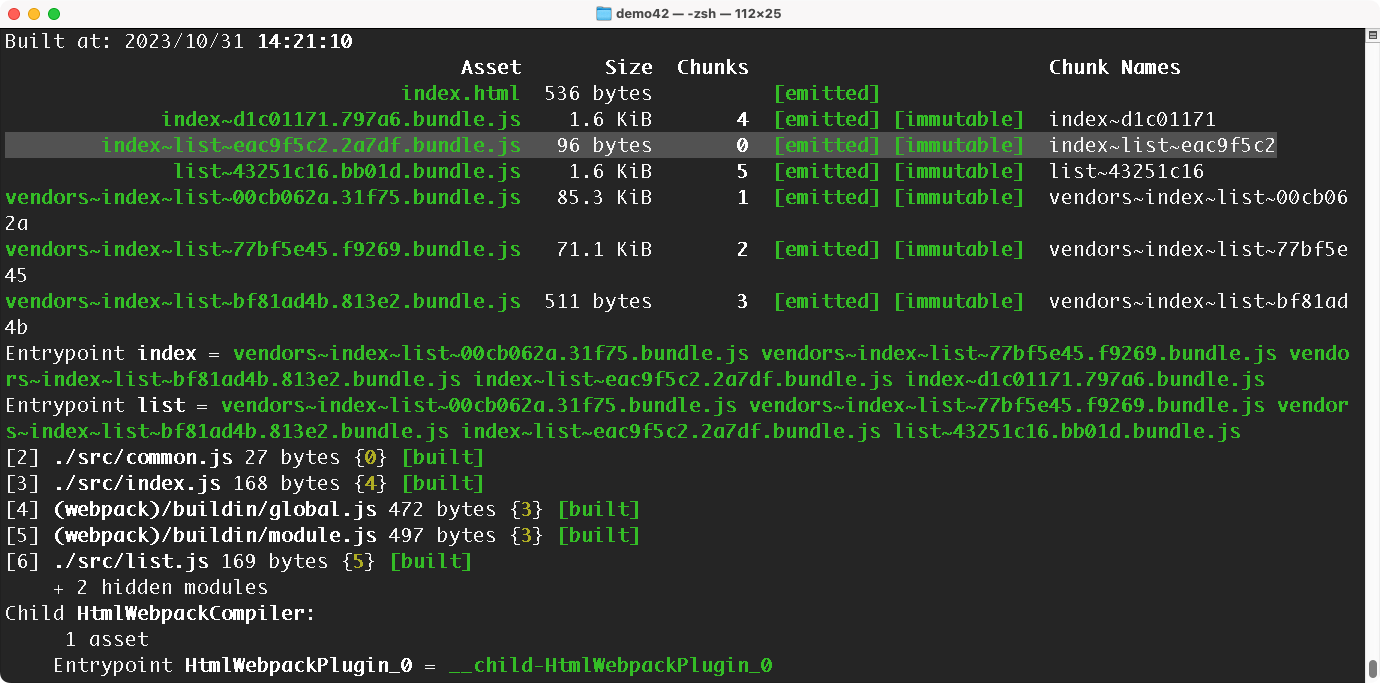 demo42 — -zsh — 112×25
Built at: 2023/10/31 14:21:10
Asset Size Chunks Chunk Names
index.html 536 bytes [emitted]
index~d1c01171.797a6.bundle.js 1.6 KiB 4 [emitted] [immutable] index~d1c01171
index~list~eac9f5c2.2a7df.bundle.js 96 bytes 0 [emitted] [immutable] index~list~eac9f5c2
list~43251c16.bb01d.bundle.js 1.6 KiB 5 [emitted] [immutable] list~43251c16
vendors~index~list~00cb062a.31f75.bundle.js 85.3 KiB 1 [emitted] [immutable] vendors~index~list~00cb06
2a
vendors~index~list~77bf5e45.f9269.bundle.js 71.1 KiB 2 [emitted] [immutable] vendors~index~list~77bf5e
45
vendors~index~list~bf81ad4b.813e2.bundle.js 511 bytes 3 [emitted] [immutable] vendors~index~list~bf81ad
4b
Entrypoint index = vendors~index~list~00cb062a.31f75.bundle.js vendors~index~list~77bf5e45.f9269.bundle.js vendo
rs~index~list~bf81ad4b.813e2.bundle.js index~list~eac9f5c2.2a7df.bundle.js index~d1c01171.797a6.bundle.js
Entrypoint list = vendors~index~list~00cb062a.31f75.bundle.js vendors~index~list~77bf5e45.f9269.bundle.js vendor
s~index~list~bf81ad4b.813e2.bundle.js index~list~eac9f5c2.2a7df.bundle.js list~43251c16.bb01d.bundle.js
[2] ./src/common.js 27 bytes {0} [built]
[3] ./src/index.js 168 bytes {4} [built]
[4] (webpack)/buildin/global.js 472 bytes {3} [built]
[5] (webpack)/buildin/module.js 497 bytes {3} [built]
[6] ./src/list.js 169 bytes {5} [built]
+ 2 hidden modules
Child HtmlWebpackCompiler:
1 asset
Entrypoint HtmlWebpackPlugin_0 = __child-HtmlWebpackPlugin_0